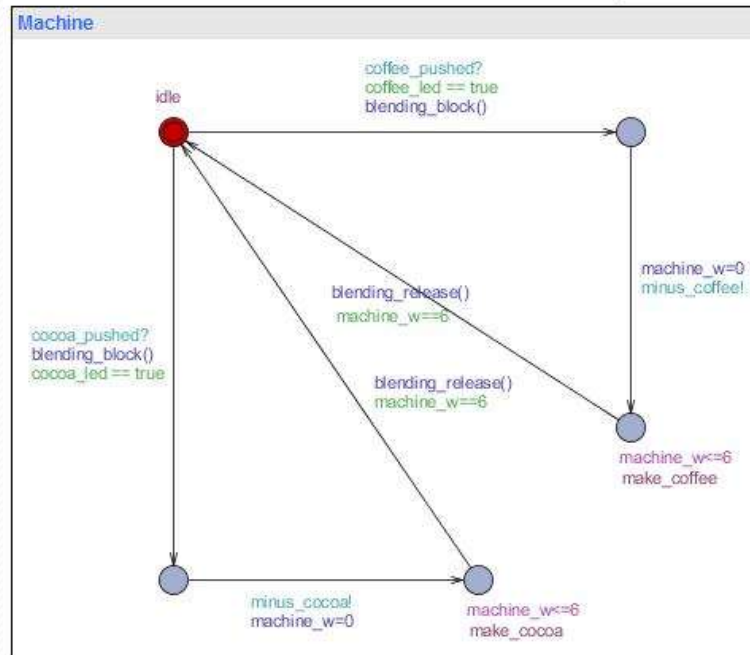 Machine
coffee_pushed?
coffee_led == true
blending_block()
idle
machine_w=0
minus_coffee!
blending_release()
machine_w==6
cocoa_pushed?
blending_block()
cocoa_led == true
blending_release()
machine_w==6
machine_w<=6
make_coffee
minus_cocoa!
machine_w=0
machine_w<=6
make_cocoa